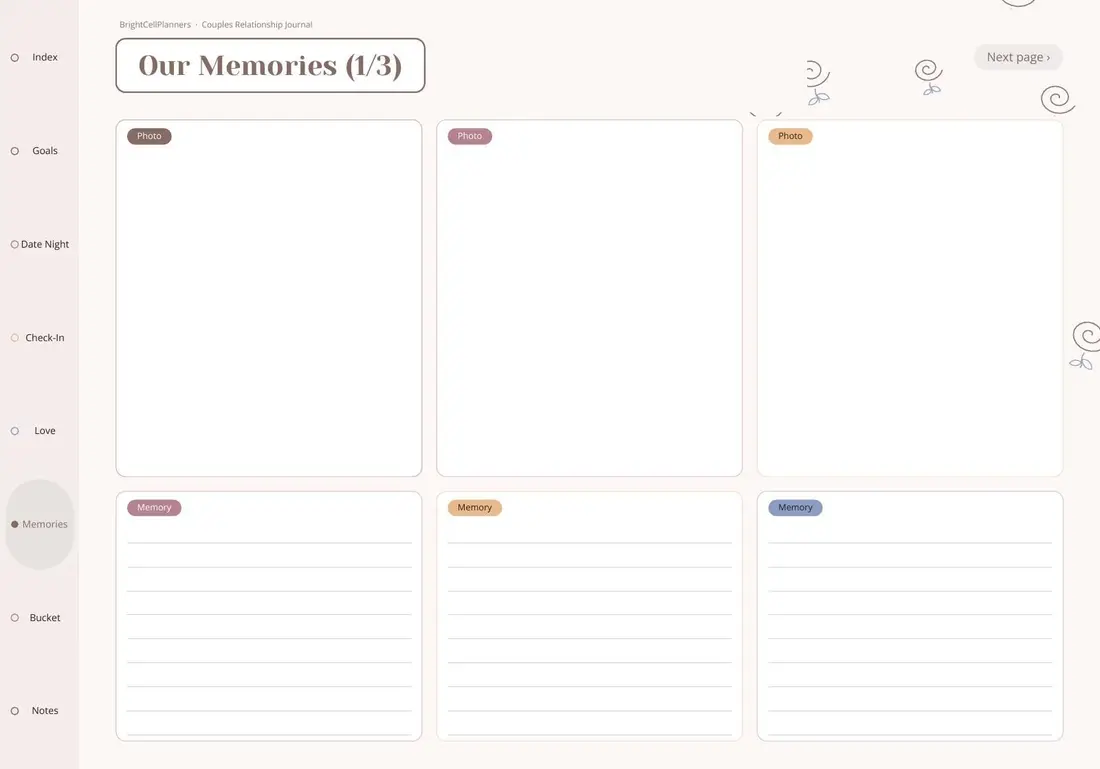 BrightCellPlanners · Couples Relationship Journal
Our Memories (1/3)
Next page ›
Index
Goals
Date Night
Check-In
Love
Memories
Bucket
Notes
Photo
Photo
Photo
Memory
Memory
Memory